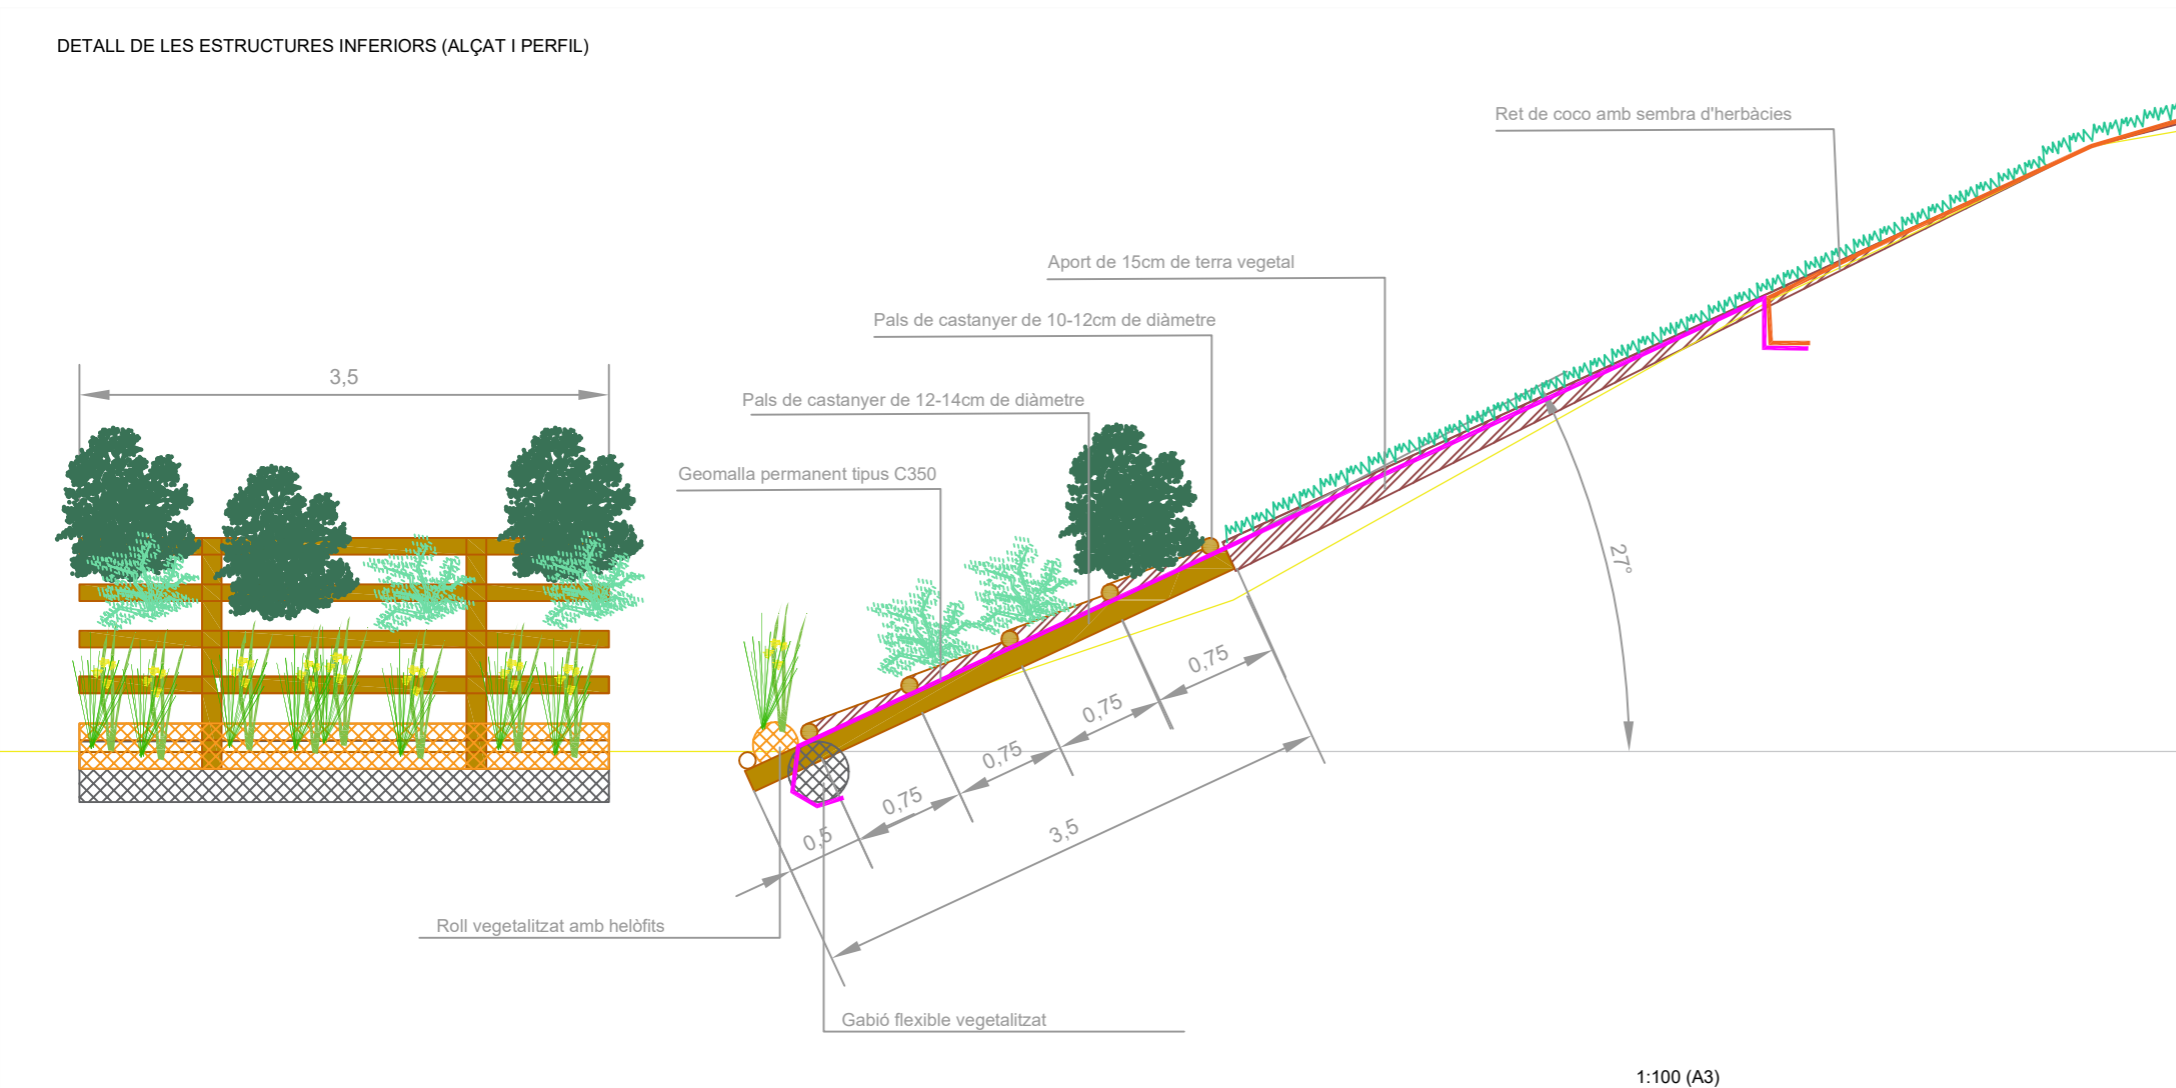 DETALL DE LES ESTRUCTURES INFERIORS (ALÇAT I PERFIL)
Ret de coco amb sembra d'herbàcies
Aport de 15cm de terra vegetal
Pals de castanyer de 10-12cm de diàmetre
3,5
Pals de castanyer de 12-14cm de diàmetre
Geomalla permanent tipus C350
27°
0,75
0,75
0,75
0,75
0,5
3,5
Roll vegetalitzat amb helòfits
Gabió flexible vegetalitzat
1:100 (A3)